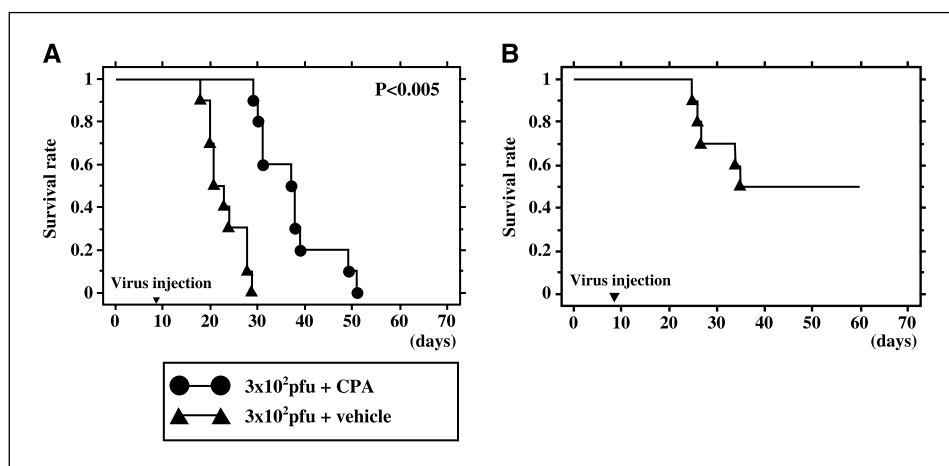 A
P<0.005
Survival rate
1
0.8
0.6
0.4
0.2
0
Virus injection
0 10 20 30 40 50 60 70
(days)
B
Survival rate
1
0.8
0.6
0.4
0.2
0
Virus injection
0 10 20 30 40 50 60 70
(days)
3x10²pfu + CPA
3x10²pfu + vehicle